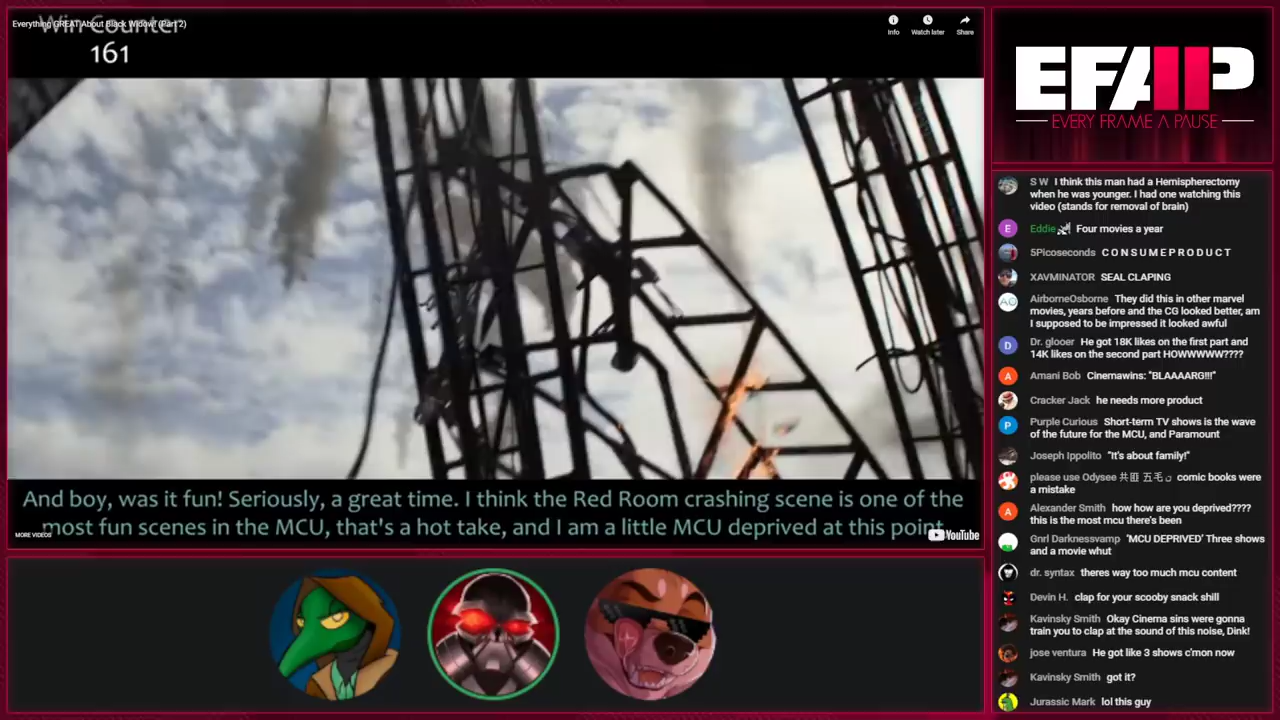 Everything GREAT About Black Widow! (Part 2)
Win Counter
161
Info
Watch later
Share
And boy, was it fun! Seriously, a great time. I think the Red Room crashing scene is one of the
most fun scenes in the MCU, that's a hot take, and I am a little MCU deprived at this point.
MORE VIDEOS
YouTube
EFAP
EVERY FRAME A PAUSE
S W I think this man had a Hemispherectomy
when he was younger. I had one watching this
video (stands for removal of brain)
Eddie Four movies a year
5Picoseconds C O N S U M E P R O D U C T
XAVMINATOR SEAL CLAPING
AO
AirborneOsborne They did this in other marvel
movies, years before and the CG looked better, am
I supposed to be impressed it looked awful
Dr. glooer He got 18K likes on the first part and
14K likes on the second part HOWWWWW????
Amani Bob Cinemawins: "BLAAAARG!!!"
Cracker Jack he needs more product
Purple Curious Short-term TV shows is the wave
of the future for the MCU, and Paramount
Joseph Ippolito "It's about family!"
please use Odysee 共匪 五毛 comic books were
a mistake
Alexander Smith how how are you deprived????
this is the most mcu there's been
Gnrl Darknessvamp 'MCU DEPRIVED' Three shows
and a movie whut
dr. syntax theres way too much mcu content
Devin H. clap for your scooby snack shill
Kavinsky Smith Okay Cinema sins were gonna
train you to clap at the sound of this noise, Dink!
jose ventura He got like 3 shows c'mon now
Kavinsky Smith got it?
Jurassic Mark lol this guy